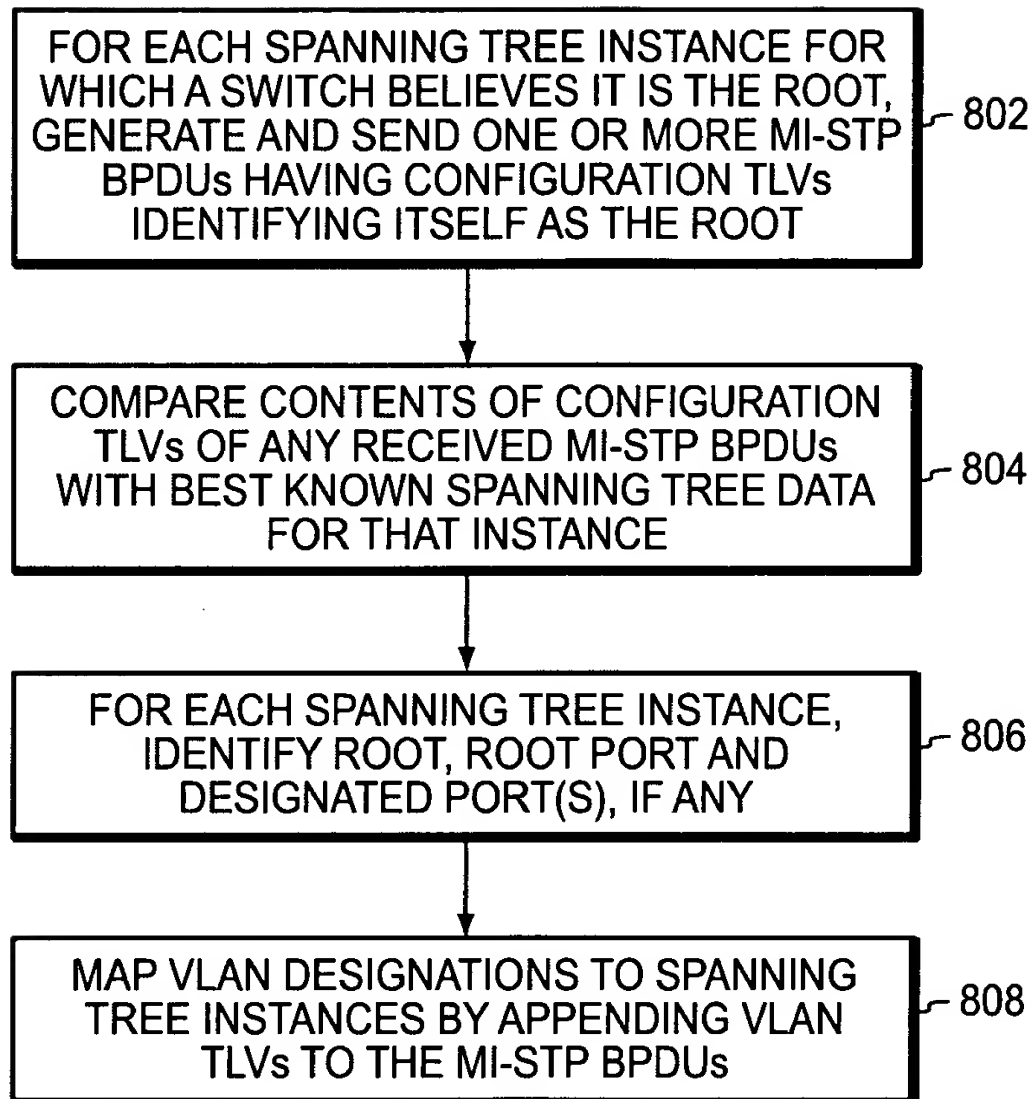 FOR EACH SPANNING TREE INSTANCE FOR
WHICH A SWITCH BELIEVES IT IS THE ROOT,
GENERATE AND SEND ONE OR MORE MI-STP
BPDUs HAVING CONFIGURATION TLVs
IDENTIFYING ITSELF AS THE ROOT
802
COMPARE CONTENTS OF CONFIGURATION
TLVs OF ANY RECEIVED MI-STP BPDUs
WITH BEST KNOWN SPANNING TREE DATA
FOR THAT INSTANCE
804
FOR EACH SPANNING TREE INSTANCE,
IDENTIFY ROOT, ROOT PORT AND
DESIGNATED PORT(S), IF ANY
806
MAP VLAN DESIGNATIONS TO SPANNING
TREE INSTANCES BY APPENDING VLAN
TLVs TO THE MI-STP BPDUs
808